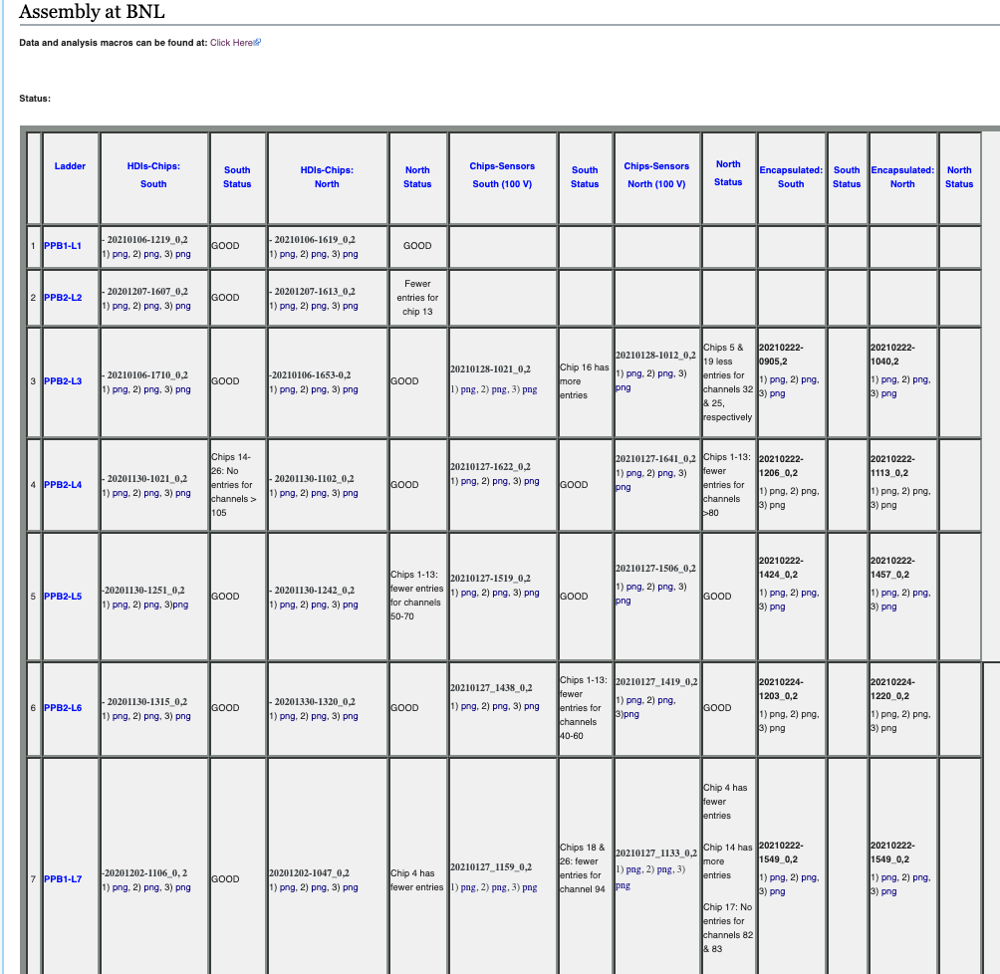 Assembly at BNL
Data and analysis macros can be found at: Click Here
Status:
Ladder
HDIs-Chips:
South
South
Status
HDIs-Chips:
North
North
Status
Chips-Sensors
South (100 V)
South
Status
Chips-Sensors
North (100 V)
North
Status
Encapsulated:
South
South
Status
Encapsulated:
North
North
Status
1
PPB1-L1
- 20210106-1219_0,2
1) png, 2) png, 3) png
GOOD
- 20210106-1619_0,2
1) png, 2) png, 3) png
GOOD
2
PPB2-L2
- 20201207-1607_0,2
1) png, 2) png, 3) png
GOOD
- 20201207-1613_0,2
1) png, 2) png, 3) png
Fewer
entries for
chip 13
3
PPB2-L3
- 20210106-1710_0,2
1) png, 2) png, 3) png
GOOD
-20210106-1653-0,2
1) png, 2) png, 3) png
GOOD
20210128-1021_0,2
1) png, 2) png, 3) png
Chip 16 has
more
entries
20210128-1012_0,2
1) png, 2) png, 3)
png
Chips 5 &
19 less
entries for
channels 32
& 25,
respectively
20210222-
0905,2
1) png, 2) png,
3) png
20210222-
1040,2
1) png, 2) png,
3) png
4
PPB2-L4
- 20201130-1021_0,2
1) png, 2) png, 3) png
Chips 14-
26: No
entries for
channels >
105
- 20201130-1102_0,2
1) png, 2) png, 3) png
GOOD
20210127-1622_0,2
1) png, 2) png, 3) png
GOOD
20210127-1641_0,2
1) png, 2) png, 3)
png
Chips 1-13:
fewer
entries for
channels
>80
20210222-
1206_0,2
1) png, 2) png,
3) png
20210222-
1113_0,2
1) png, 2) png,
3) png
5
PPB2-L5
-20201130-1251_0,2
1) png, 2) png, 3)png
GOOD
- 20201130-1242_0,2
1) png, 2) png, 3) png
Chips 1-13:
fewer entries
for channels
50-70
20210127-1519_0,2
1) png, 2) png, 3) png
GOOD
20210127-1506_0,2
1) png, 2) png, 3)
png
GOOD
20210222-
1424_0,2
1) png, 2) png,
3) png
20210222-
1457_0,2
1) png, 2) png,
3) png
6
PPB2-L6
- 20201130-1315_0,2
1) png, 2) png, 3) png
GOOD
- 20201330-1320_0,2
1) png, 2) png, 3) png
GOOD
20210127_1438_0,2
1) png, 2) png, 3) png
Chips 1-13:
fewer
entries for
channels
40-60
20210127_1419_0,2
1) png, 2) png,
3)png
GOOD
20210224-
1203_0,2
1) png, 2) png,
3) png
20210224-
1220_0,2
1) png, 2) png,
3) png
7
PPB1-L7
-20201202-1106_0, 2
1) png, 2) png, 3) png
GOOD
20201202-1047_0,2
1) png, 2) png, 3) png
Chip 4 has
fewer entries
20210127_1159_0,2
1) png, 2) png, 3) png
Chips 18 &
26: fewer
entries for
channel 94
20210127_1133_0,2
1) png, 2) png, 3)
png
Chip 4 has
fewer
entries
Chip 14 has
more
entries
Chip 17: No
entries for
channels 82
& 83
20210222-
1549_0,2
1) png, 2) png,
3) png
20210222-
1549_0,2
1) png, 2) png,
3) png